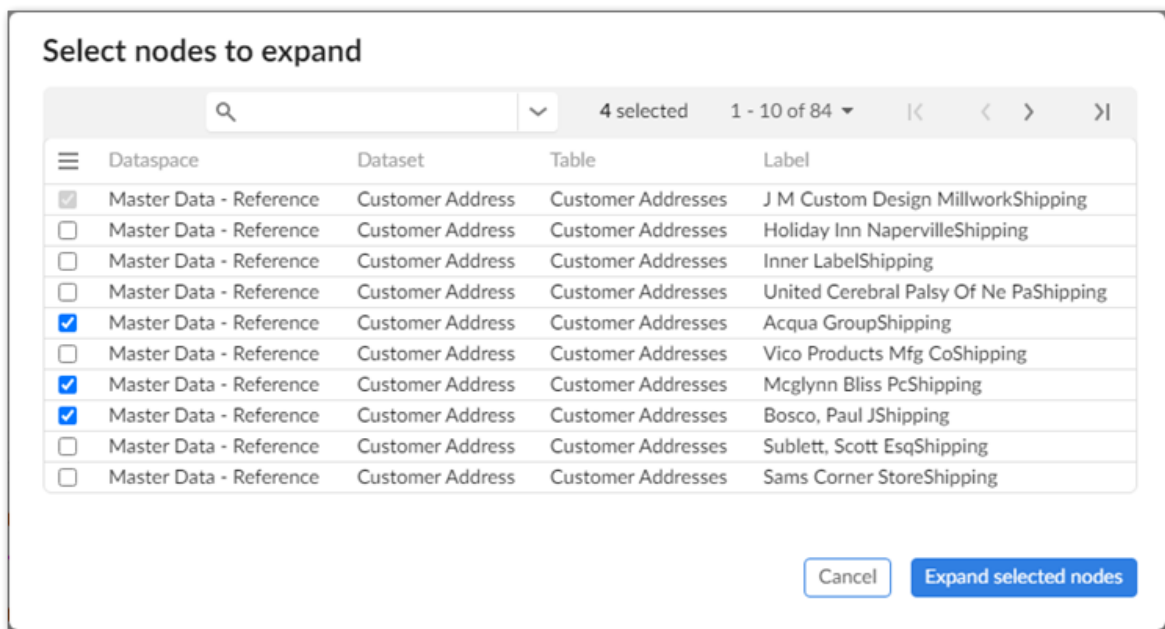 Select nodes to expand
4 selected 1 - 10 of 84
Dataspace Dataset Table Label
Master Data - Reference Customer Address Customer Addresses J M Custom Design MillworkShipping
Master Data - Reference Customer Address Customer Addresses Holiday Inn NapervilleShipping
Master Data - Reference Customer Address Customer Addresses Inner LabelShipping
Master Data - Reference Customer Address Customer Addresses United Cerebral Palsy Of Ne PaShipping
Master Data - Reference Customer Address Customer Addresses Acqua GroupShipping
Master Data - Reference Customer Address Customer Addresses Vico Products Mfg CoShipping
Master Data - Reference Customer Address Customer Addresses Mcglynn Bliss PcShipping
Master Data - Reference Customer Address Customer Addresses Bosco, Paul JShipping
Master Data - Reference Customer Address Customer Addresses Sublett, Scott EsqShipping
Master Data - Reference Customer Address Customer Addresses Sams Corner StoreShipping
Cancel Expand selected nodes